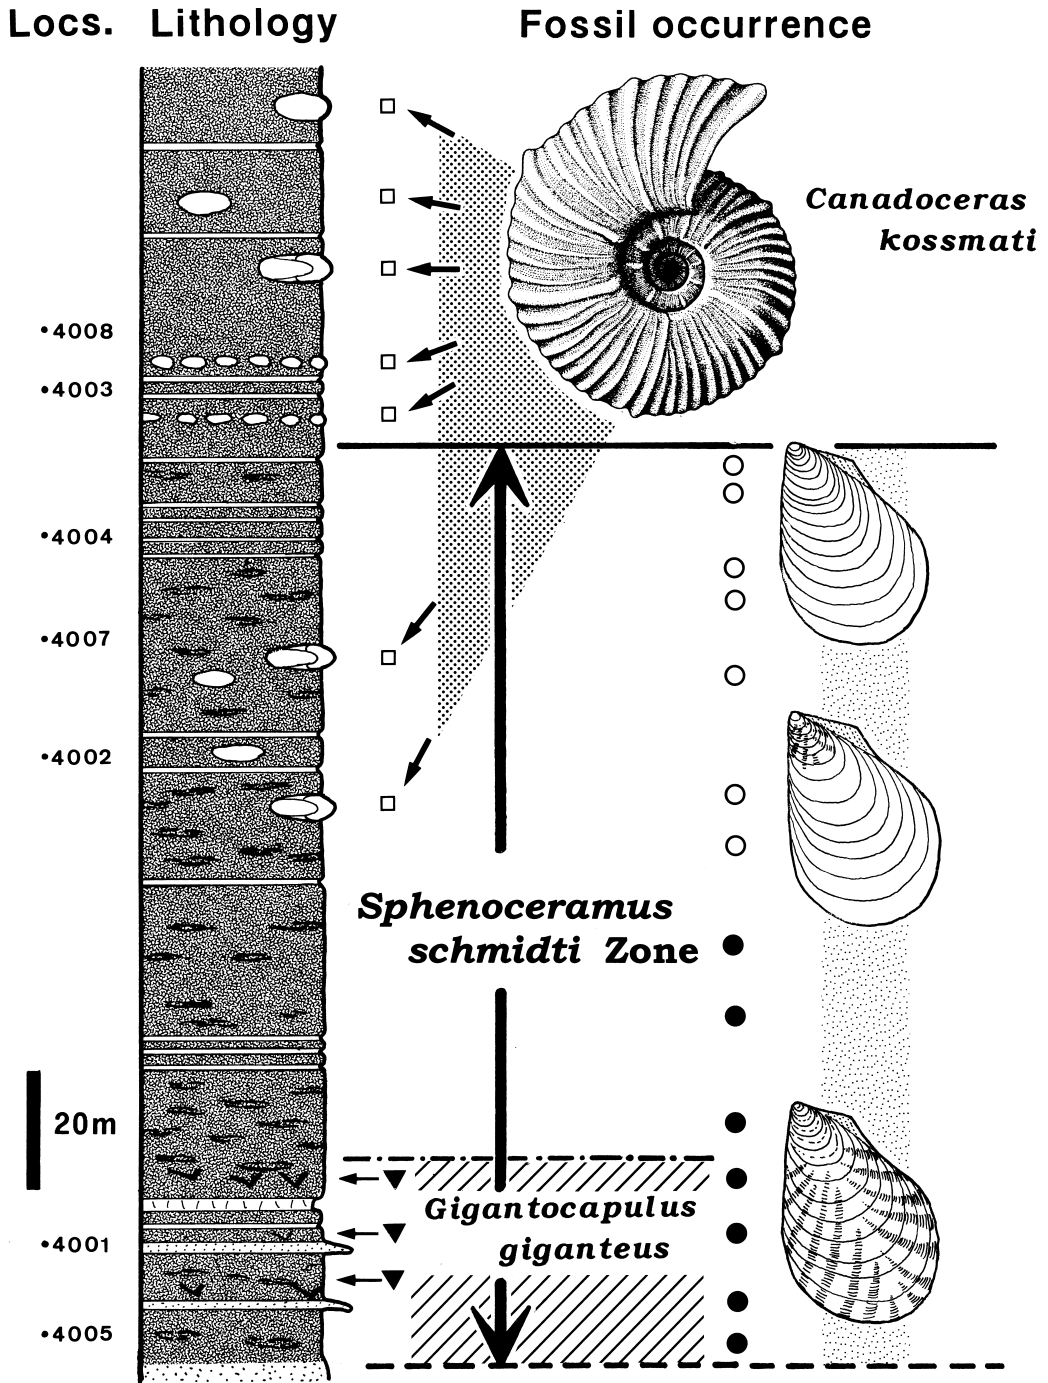 Locs. Lithology Fossil occurrence
Canadoceras
kossmati
•4008
•4003
•4004
•4007
•4002
Sphenoceramus
schmidti Zone
20m
Gigantocapulus
giganteus
•4001
•4005